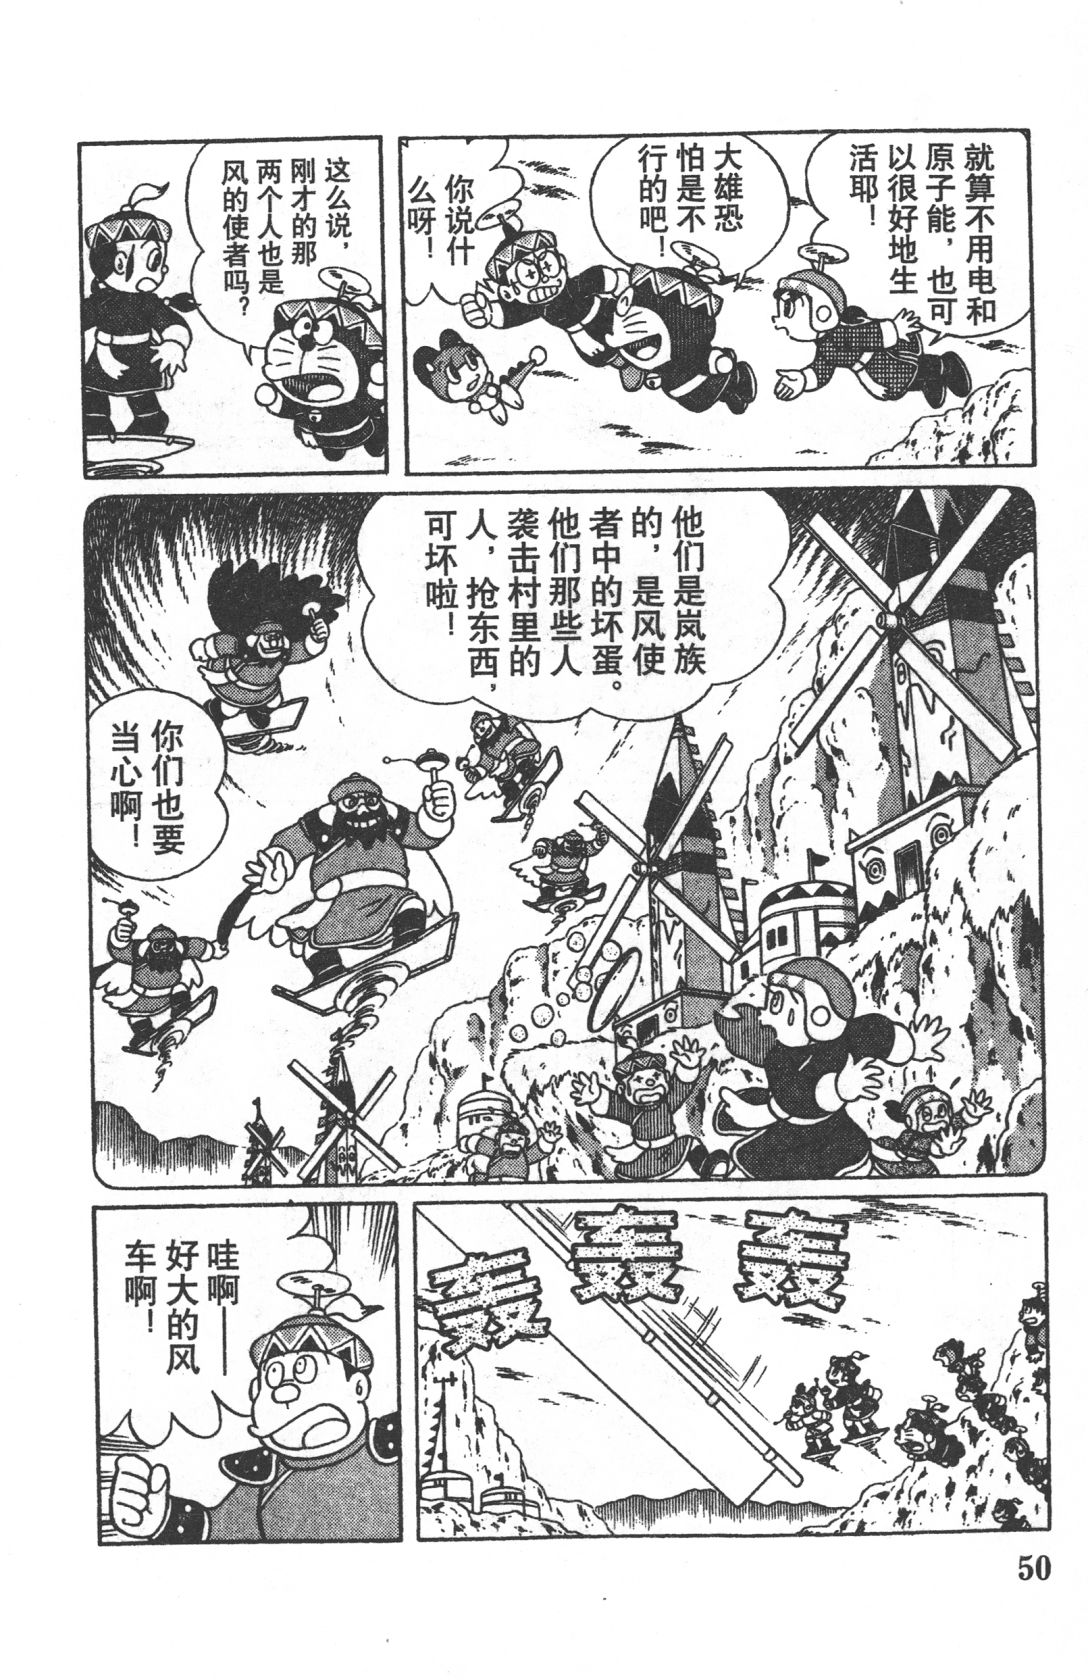 就算不用电和
原子能，也可
以很好地生
活耶！
大雄恐
怕是不
行的吧！
你说什
么呀！
这么说，
刚才的那
两个人也是
风的使者吗？
他们是岚族
的，是风使
者中的坏蛋。
他们那些人
袭击村里的
人，抢东西，
可坏啦！
你们也要
当心啊！
轰
轰
轰
哇啊——
好大的风
车啊！
50